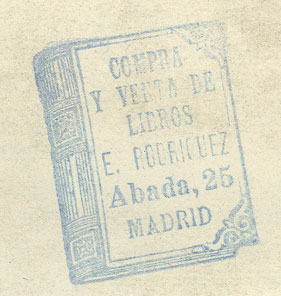 COMPRA
Y VENTA DE
LIBROS
E. RODRIGUEZ
Abada, 25
MADRID